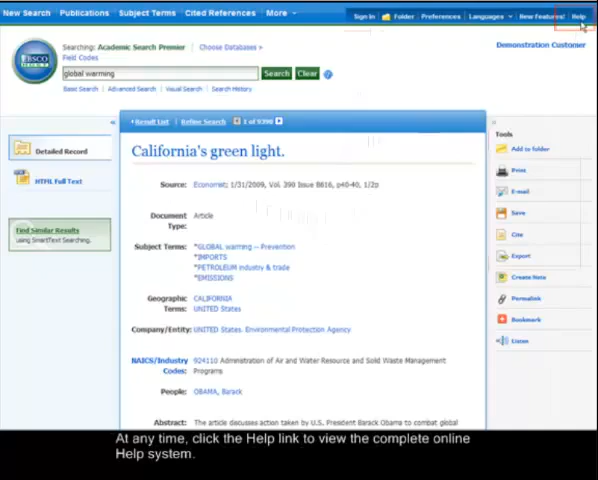 New Search Publications Subject Terms Cited References More
Sign In Folder Preferences Languages New Features! Help
Demonstration Customer
EBSCO
HOST
Searching: Academic Search Premier Choose Databases »
Field Codes
global warming Search Clear ?
Basic Search Advanced Search Visual Search Search History
Result List Refine Search 1 of 9390
Detailed Record
HTML Full Text
Find Similar Results
using SmartText Searching.
California's green light.
Source: Economist; 1/31/2009, Vol. 390 Issue 8616, p40-40, 1/2p
Document Type: Article
Subject Terms: *GLOBAL warming -- Prevention
*IMPORTS
*PETROLEUM industry & trade
*EMISSIONS
Geographic Terms: CALIFORNIA
UNITED States
Company/Entity: UNITED States. Environmental Protection Agency
NAICS/Industry Codes: 924110 Administration of Air and Water Resource and Solid Waste Management
Programs
People: OBAMA, Barack
Abstract: The article discusses action taken by U.S. President Barack Obama to combat global
Tools
Add to folder
Print
E-mail
Save
Cite
Export
Create Note
Permalink
Bookmark
Listen
At any time, click the Help link to view the complete online
Help system.